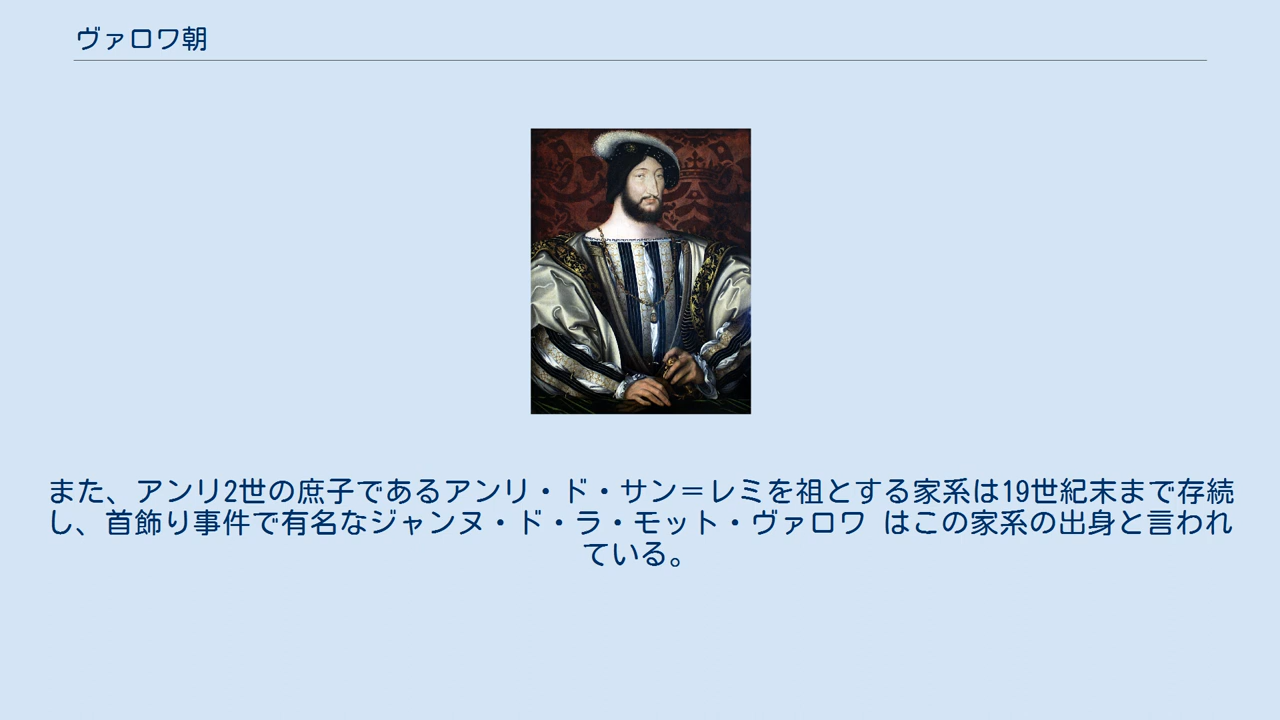 ヴァロワ朝
また、アンリ2世の庶子であるアンリ・ド・サン＝レミを祖とする家系は19世紀末まで存続
し、首飾り事件で有名なジャンヌ・ド・ラ・モット・ヴァロワ はこの家系の出身と言われ
ている。